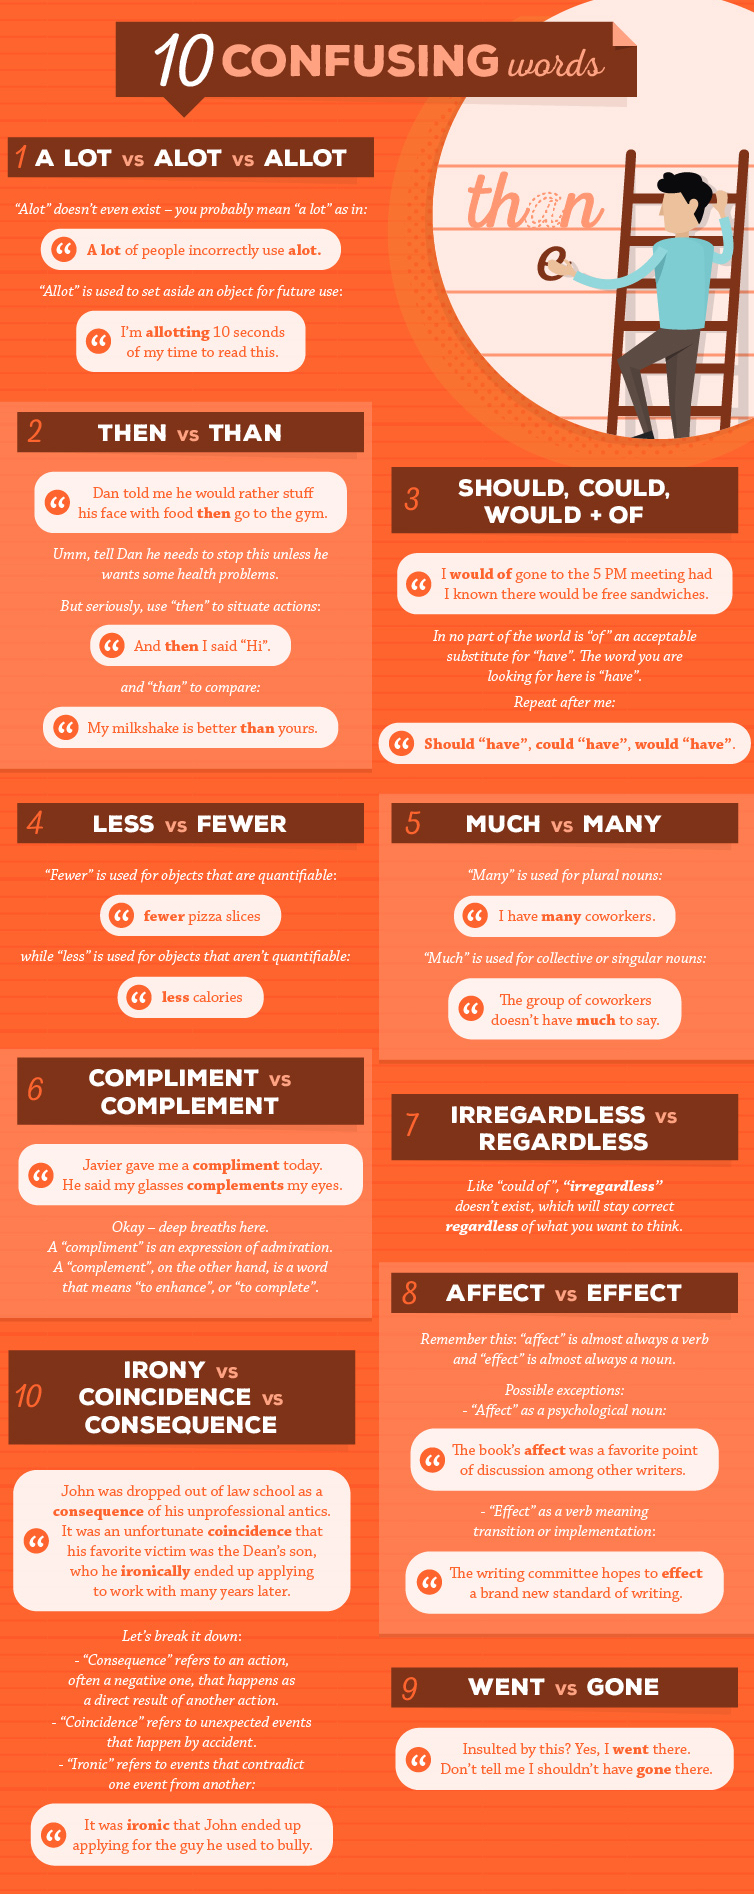 10 CONFUSING words
1 A LOT vs ALOT vs ALLOT
“Alot” doesn’t even exist – you probably mean “a lot” as in:
A lot of people incorrectly use alot.
“Allot” is used to set aside an object for future use:
I’m allotting 10 seconds
of my time to read this.
than
e
2 THEN vs THAN
Dan told me he would rather stuff
his face with food then go to the gym.
Umm, tell Dan he needs to stop this unless he
wants some health problems.
But seriously, use “then” to situate actions:
And then I said “Hi”.
and “than” to compare:
My milkshake is better than yours.
3 SHOULD, COULD,
WOULD + OF
I would of gone to the 5 PM meeting had
I known there would be free sandwiches.
In no part of the world is “of” an acceptable
substitute for “have”. The word you are
looking for here is “have”.
Repeat after me:
Should “have”, could “have”, would “have”.
4 LESS vs FEWER
“Fewer” is used for objects that are quantifiable:
fewer pizza slices
while “less” is used for objects that aren’t quantifiable:
less calories
5 MUCH vs MANY
“Many” is used for plural nouns:
I have many coworkers.
“Much” is used for collective or singular nouns:
The group of coworkers
doesn’t have much to say.
6 COMPLIMENT vs
COMPLEMENT
Javier gave me a compliment today.
He said my glasses complements my eyes.
Okay – deep breaths here.
A “compliment” is an expression of admiration.
A “complement”, on the other hand, is a word
that means “to enhance”, or “to complete”.
7 IRREGARDLESS vs
REGARDLESS
Like “could of”, “irregardless”
doesn’t exist, which will stay correct
regardless of what you want to think.
8 AFFECT vs EFFECT
Remember this: “affect” is almost always a verb
and “effect” is almost always a noun.
Possible exceptions:
- “Affect” as a psychological noun:
The book’s affect was a favorite point
of discussion among other writers.
- “Effect” as a verb meaning
transition or implementation:
The writing committee hopes to effect
a brand new standard of writing.
9 WENT vs GONE
Insulted by this? Yes, I went there.
Don’t tell me I shouldn’t have gone there.
10 IRONY vs
COINCIDENCE vs
CONSEQUENCE
John was dropped out of law school as a
consequence of his unprofessional antics.
It was an unfortunate coincidence that
his favorite victim was the Dean’s son,
who he ironically ended up applying
to work with many years later.
Let’s break it down:
- “Consequence” refers to an action,
often a negative one, that happens as
a direct result of another action.
- “Coincidence” refers to unexpected events
that happen by accident.
- “Ironic” refers to events that contradict
one event from another:
It was ironic that John ended up
applying for the guy he used to bully.